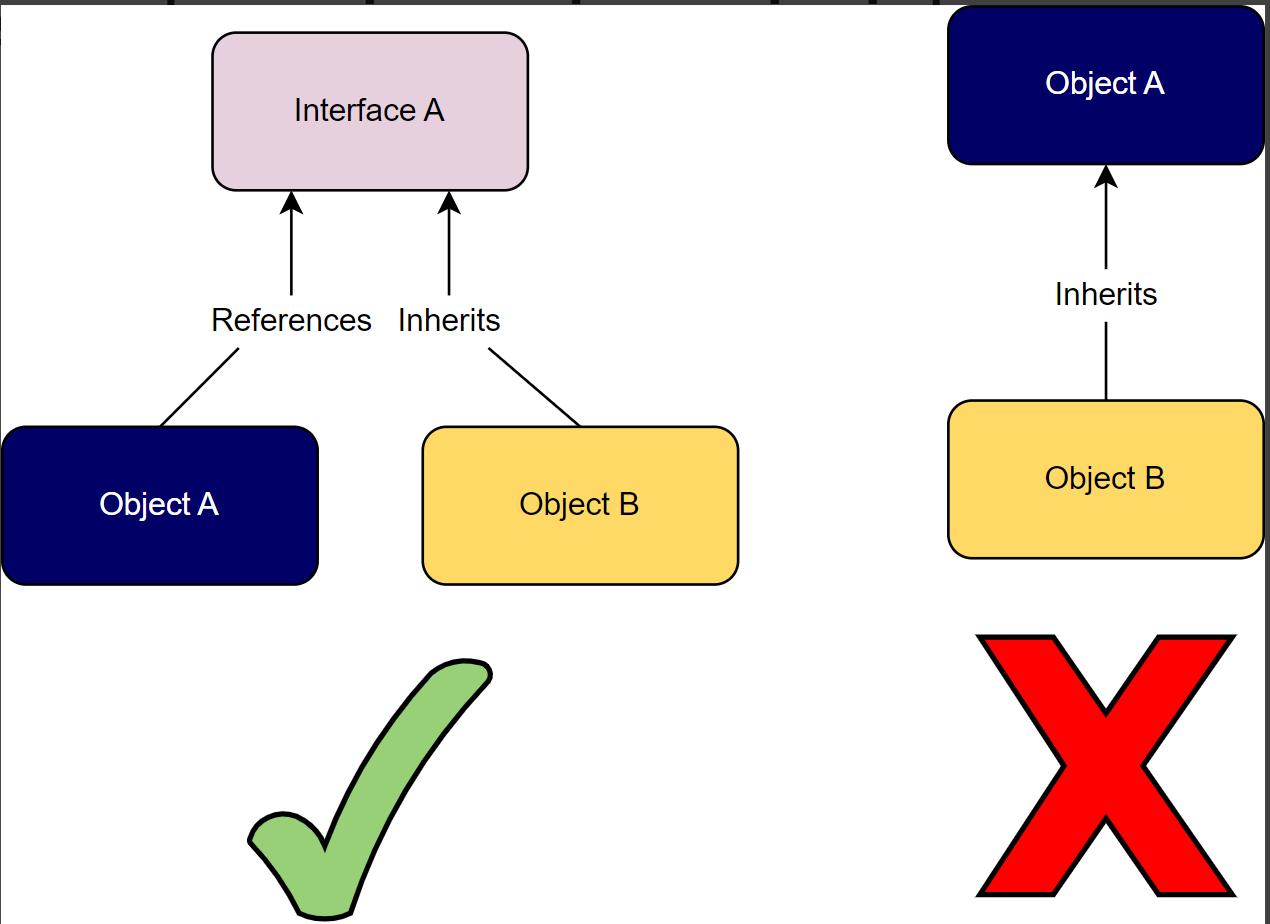 Interface A
References
Inherits
Object A
Object B
Object A
Inherits
Object B